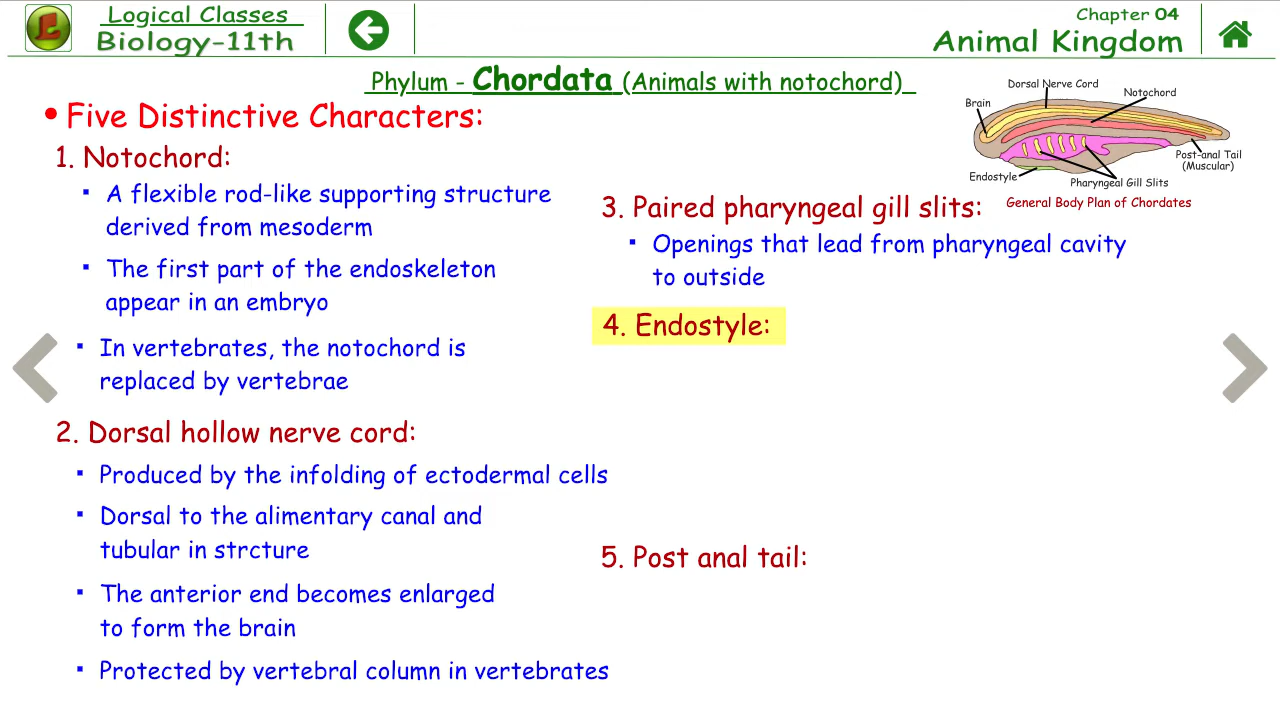 Logical Classes
Biology-11th
Chapter 04
Animal Kingdom
Phylum - Chordata (Animals with notochord)
• Five Distinctive Characters:
1. Notochord:
▪ A flexible rod-like supporting structure
derived from mesoderm
▪ The first part of the endoskeleton
appear in an embryo
▪ In vertebrates, the notochord is
replaced by vertebrae
2. Dorsal hollow nerve cord:
▪ Produced by the infolding of ectodermal cells
▪ Dorsal to the alimentary canal and
tubular in strcture
▪ The anterior end becomes enlarged
to form the brain
▪ Protected by vertebral column in vertebrates
Dorsal Nerve Cord
Notochord
Brain
Post-anal Tail
(Muscular)
Endostyle
Pharyngeal Gill Slits
General Body Plan of Chordates
3. Paired pharyngeal gill slits:
▪ Openings that lead from pharyngeal cavity
to outside
4. Endostyle:
5. Post anal tail: